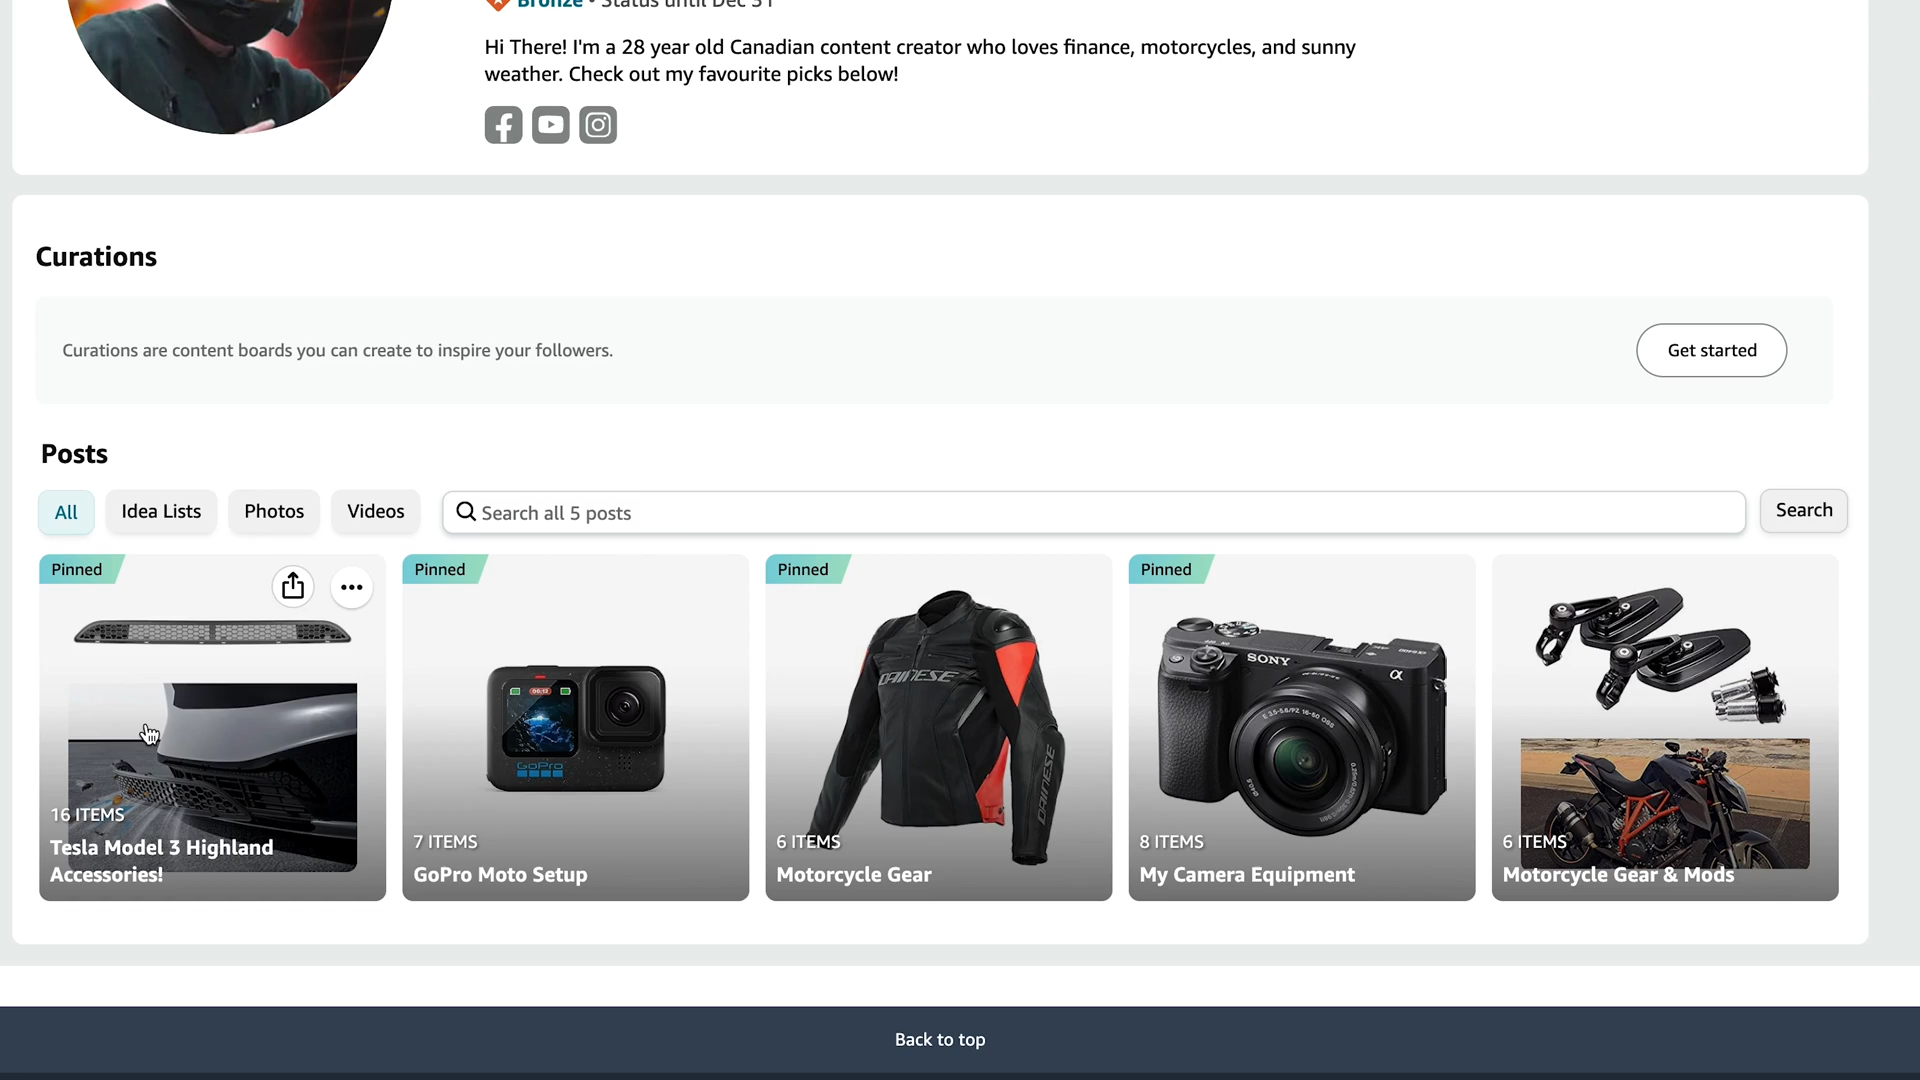 Bronze • Status until Dec 31
Hi There! I'm a 28 year old Canadian content creator who loves finance, motorcycles, and sunny
weather. Check out my favourite picks below!
Curations
Curations are content boards you can create to inspire your followers.
Get started
Posts
All
Idea Lists
Photos
Videos
Search all 5 posts
Search
Pinned
16 ITEMS
Tesla Model 3 Highland
Accessories!
Pinned
GoPro
7 ITEMS
GoPro Moto Setup
Pinned
DAINESE
DAINESE
6 ITEMS
Motorcycle Gear
Pinned
SONY
α
8 ITEMS
My Camera Equipment
6 ITEMS
Motorcycle Gear & Mods
Back to top